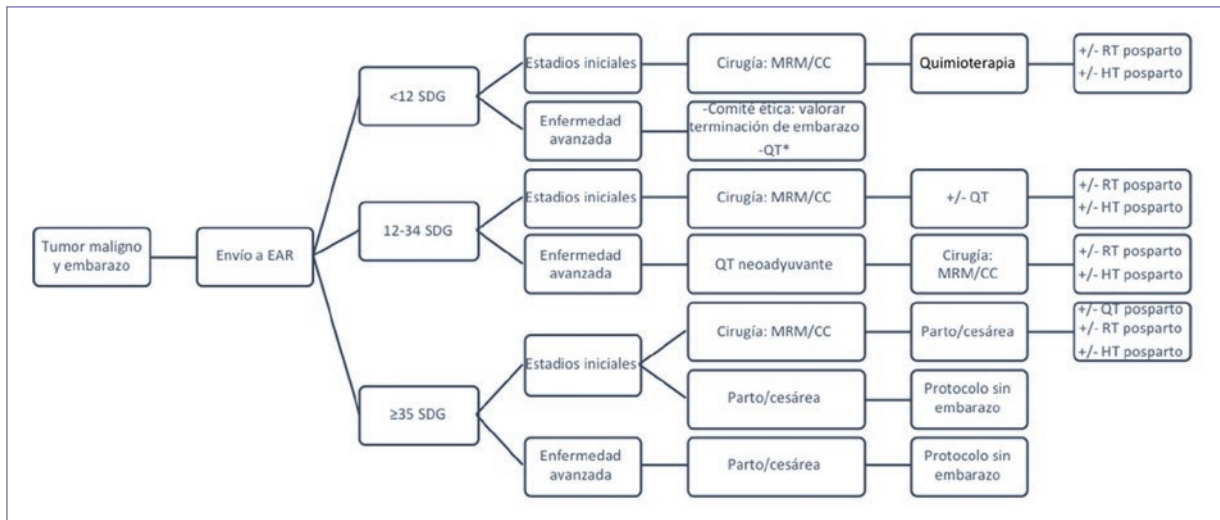 Tumor maligno
y embarazo
Envío a EAR
<12 SDG
Estadios iniciales
Cirugía: MRM/CC
Quimioterapia
+/- RT posparto
+/- HT posparto
Enfermedad
avanzada
-Comité ética: valorar
terminación de embarazo
-QT*
12-34 SDG
Estadios iniciales
Cirugía: MRM/CC
+/- QT
+/- RT posparto
+/- HT posparto
Enfermedad
avanzada
QT neoadyuvante
Cirugía:
MRM/CC
+/- RT posparto
+/- HT posparto
≥35 SDG
Estadios iniciales
Cirugía: MRM/CC
Parto/cesárea
+/- QT posparto
+/- RT posparto
+/- HT posparto
Parto/cesárea
Protocolo sin
embarazo
Enfermedad
avanzada
Parto/cesárea
Protocolo sin
embarazo